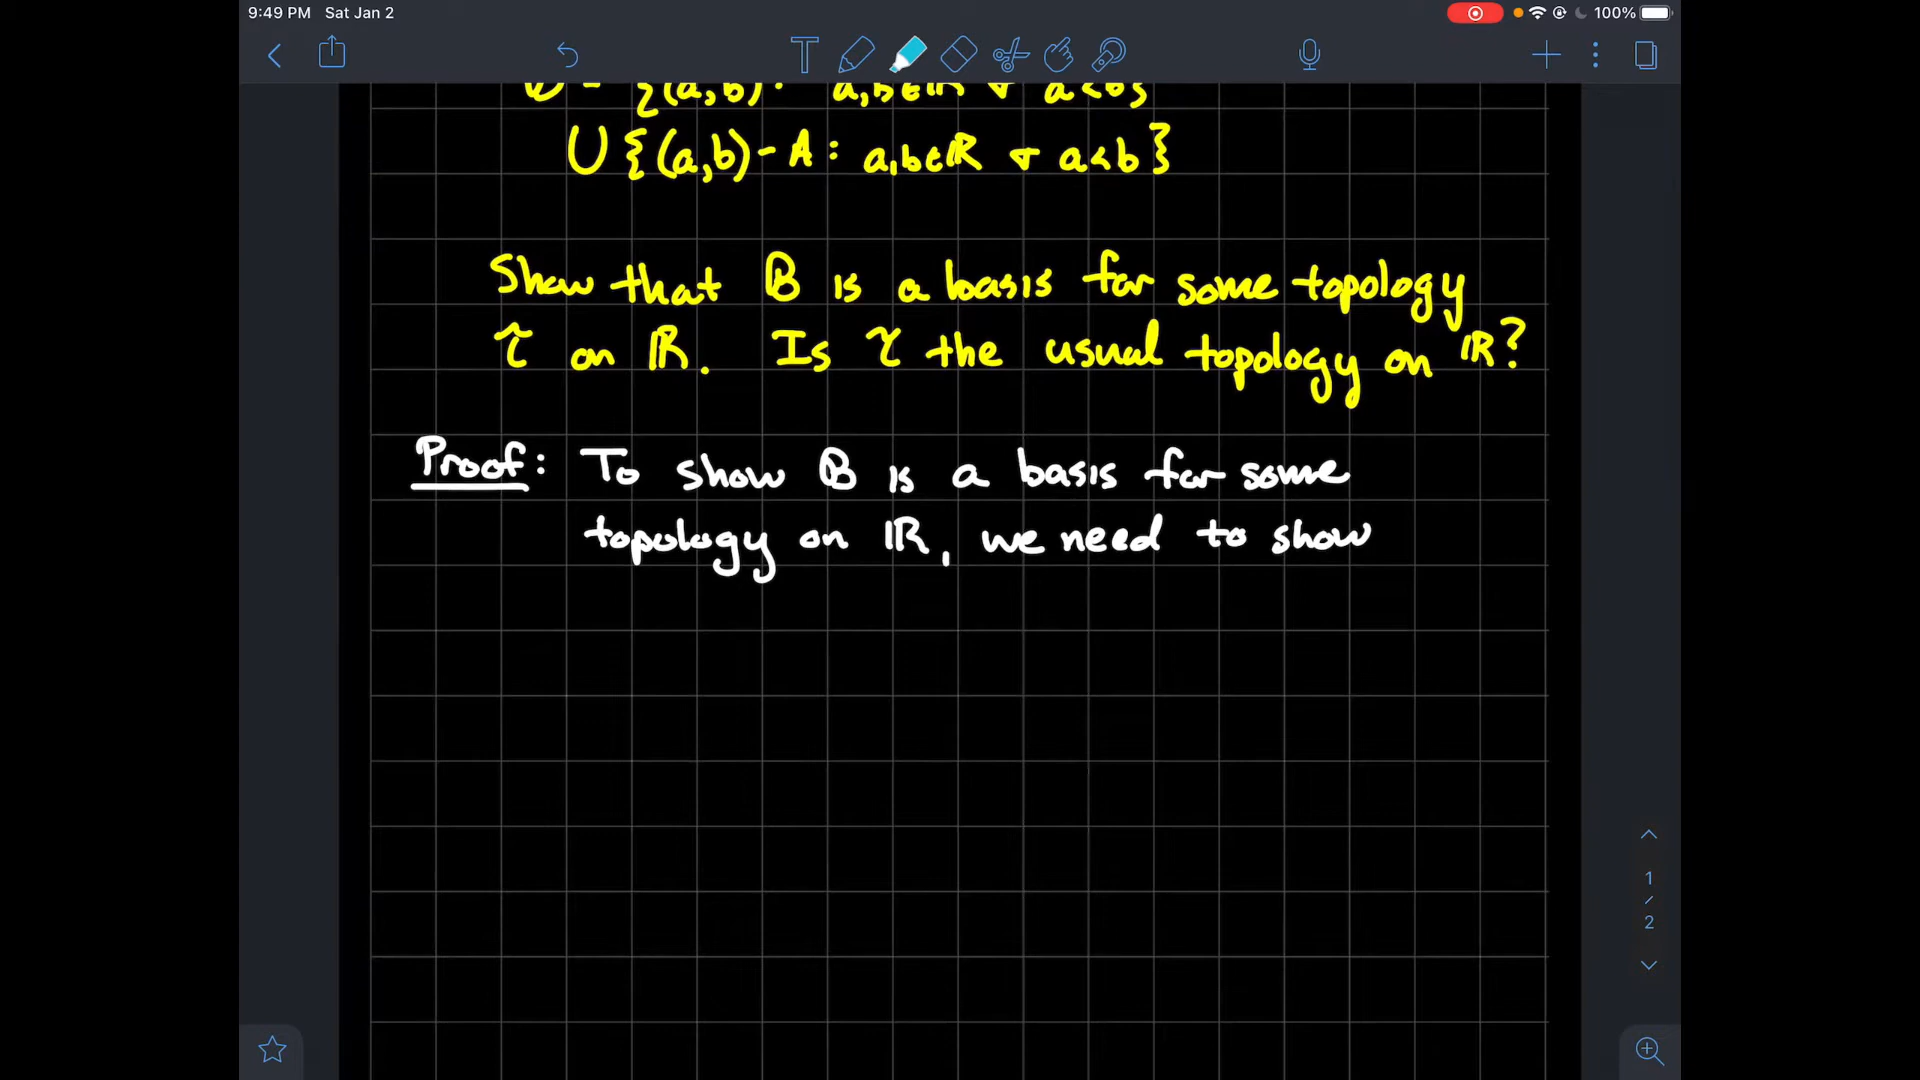 9:49 PM Sat Jan 2
100%
T
B = {(a,b): a,b∈ℝ & a<b}
∪ {(a,b)-A: a,b∈ℝ & a<b}
Show that B is a basis for some topology
τ on ℝ. Is τ the usual topology on ℝ?
Proof: To show B is a basis for some
topology on ℝ, we need to show
1
/
2